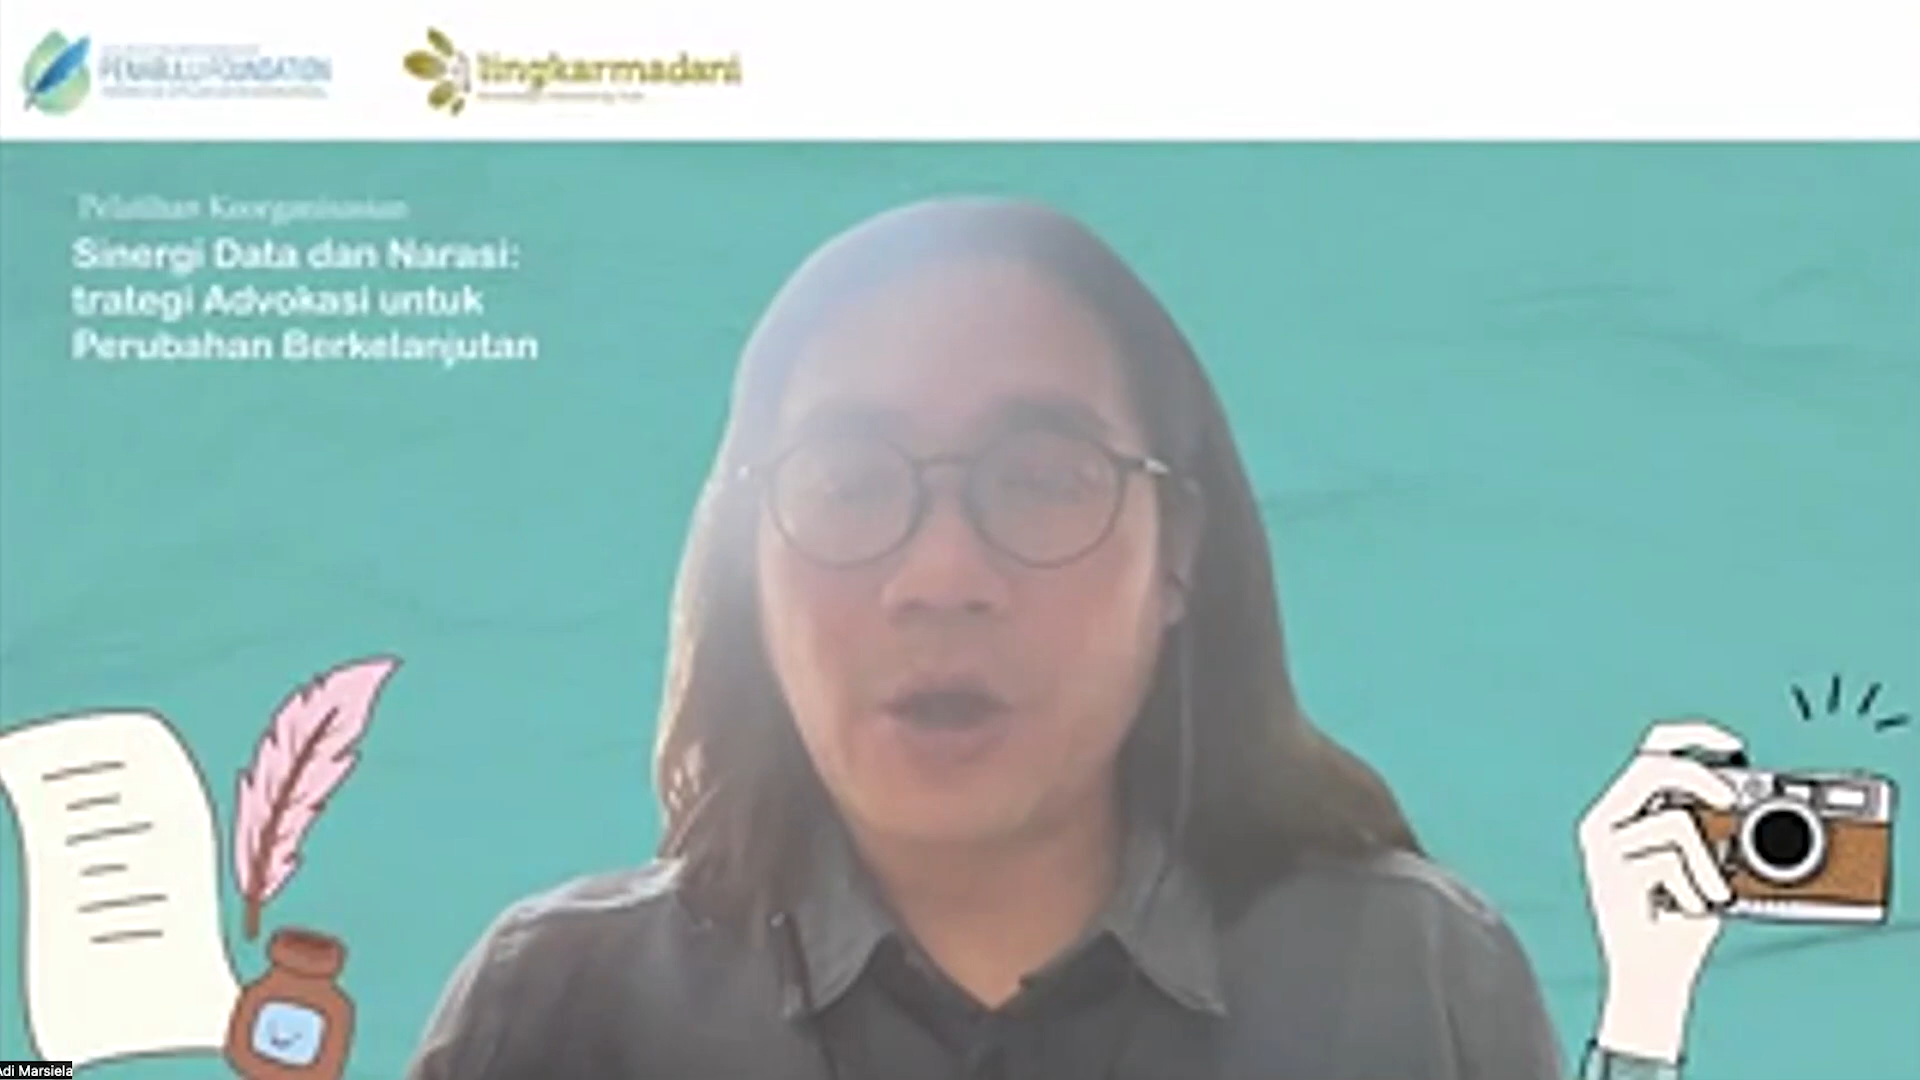 PENABULU FOUNDATION
lingkarmadani
Pelatihan Keorganisasian
Sinergi Data dan Narasi:
trategi Advokasi untuk
Perubahan Berkelanjutan
Adi Marsiela